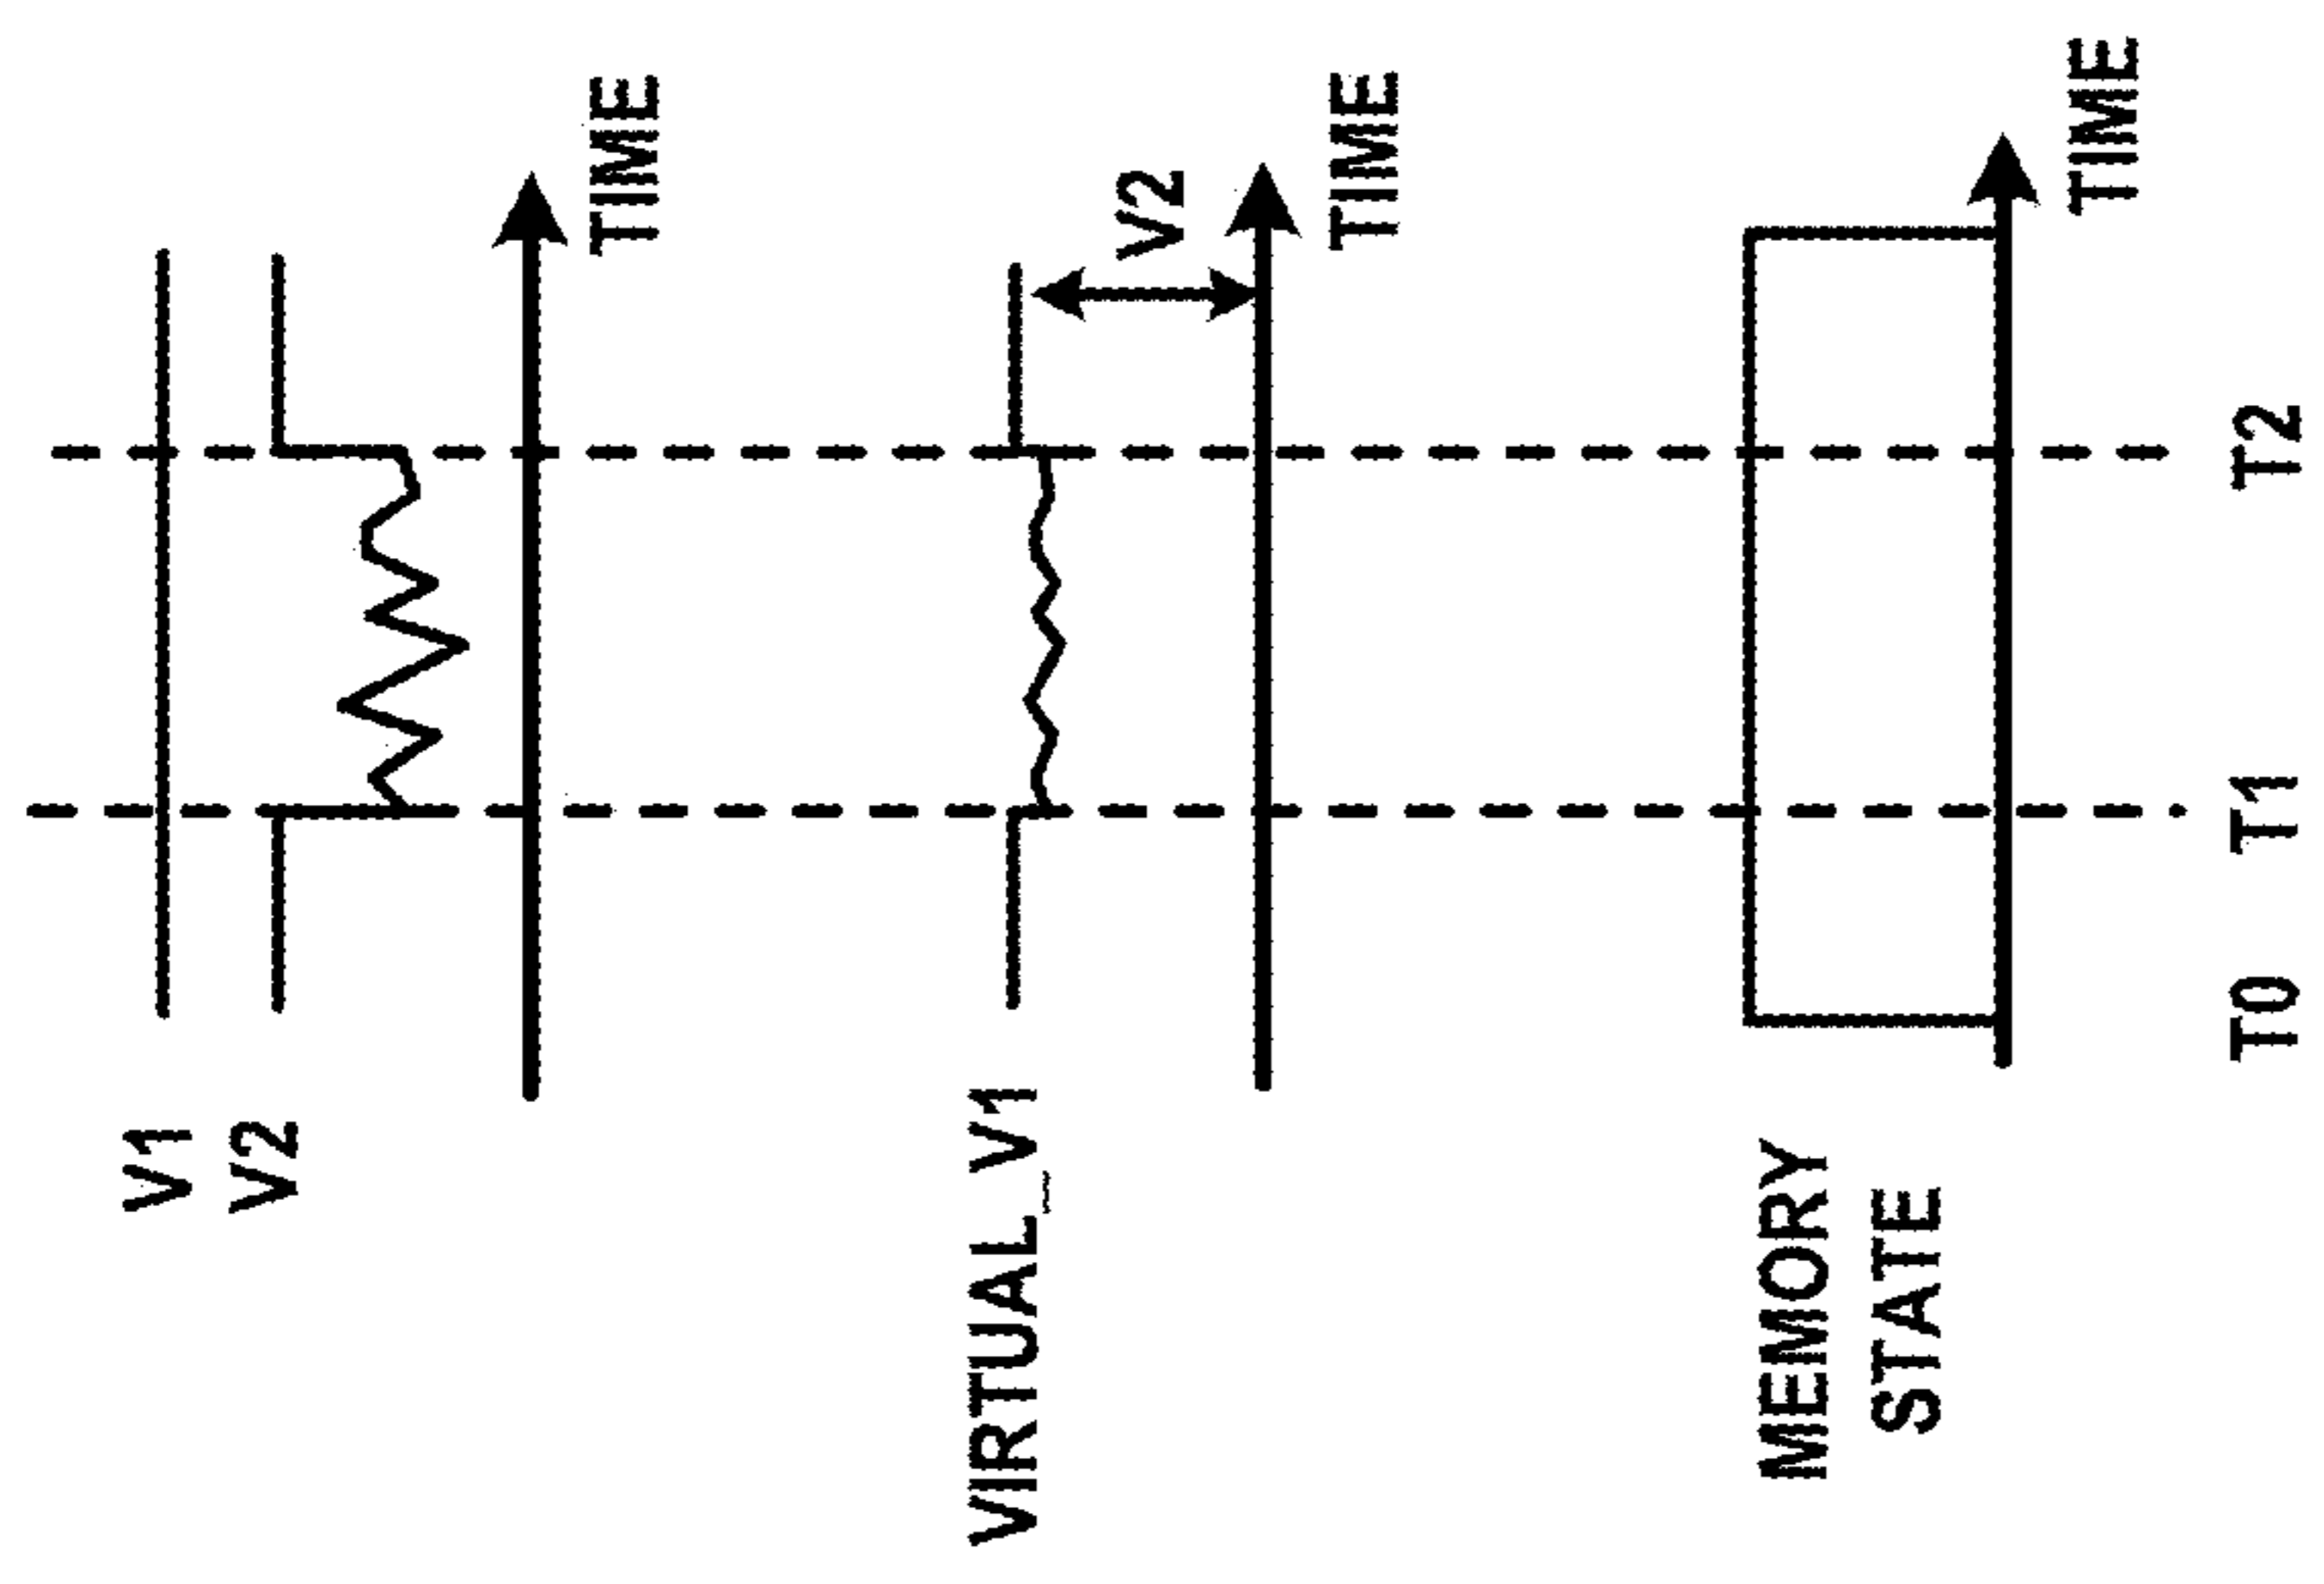 V1
V2
TIME
VIRTUAL_V1
V2
TIME
MEMORY
STATE
TIME
T0 T1 T2